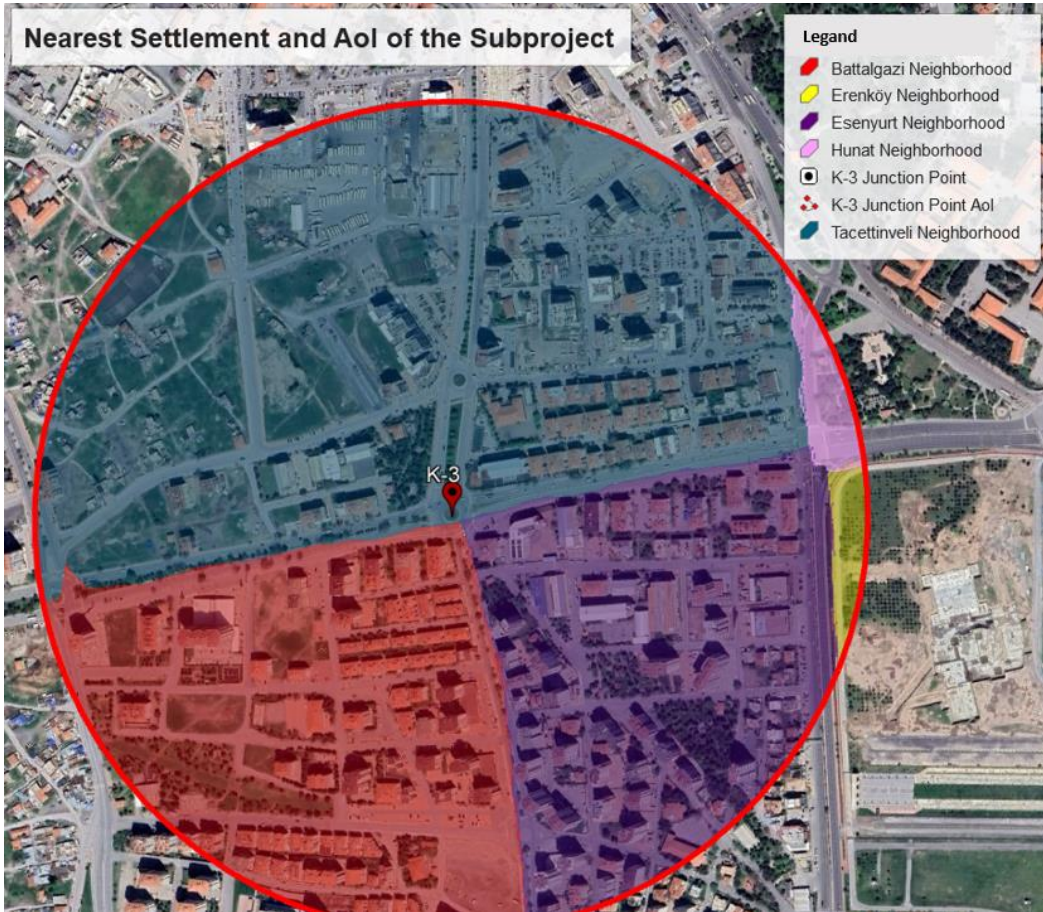 Nearest Settlement and AoI of the Subproject
Legand
Battalgazi Neighborhood
Erenköy Neighborhood
Esenyurt Neighborhood
Hunat Neighborhood
K-3 Junction Point
K-3 Junction Point AoI
Tacettinveli Neighborhood
K-3